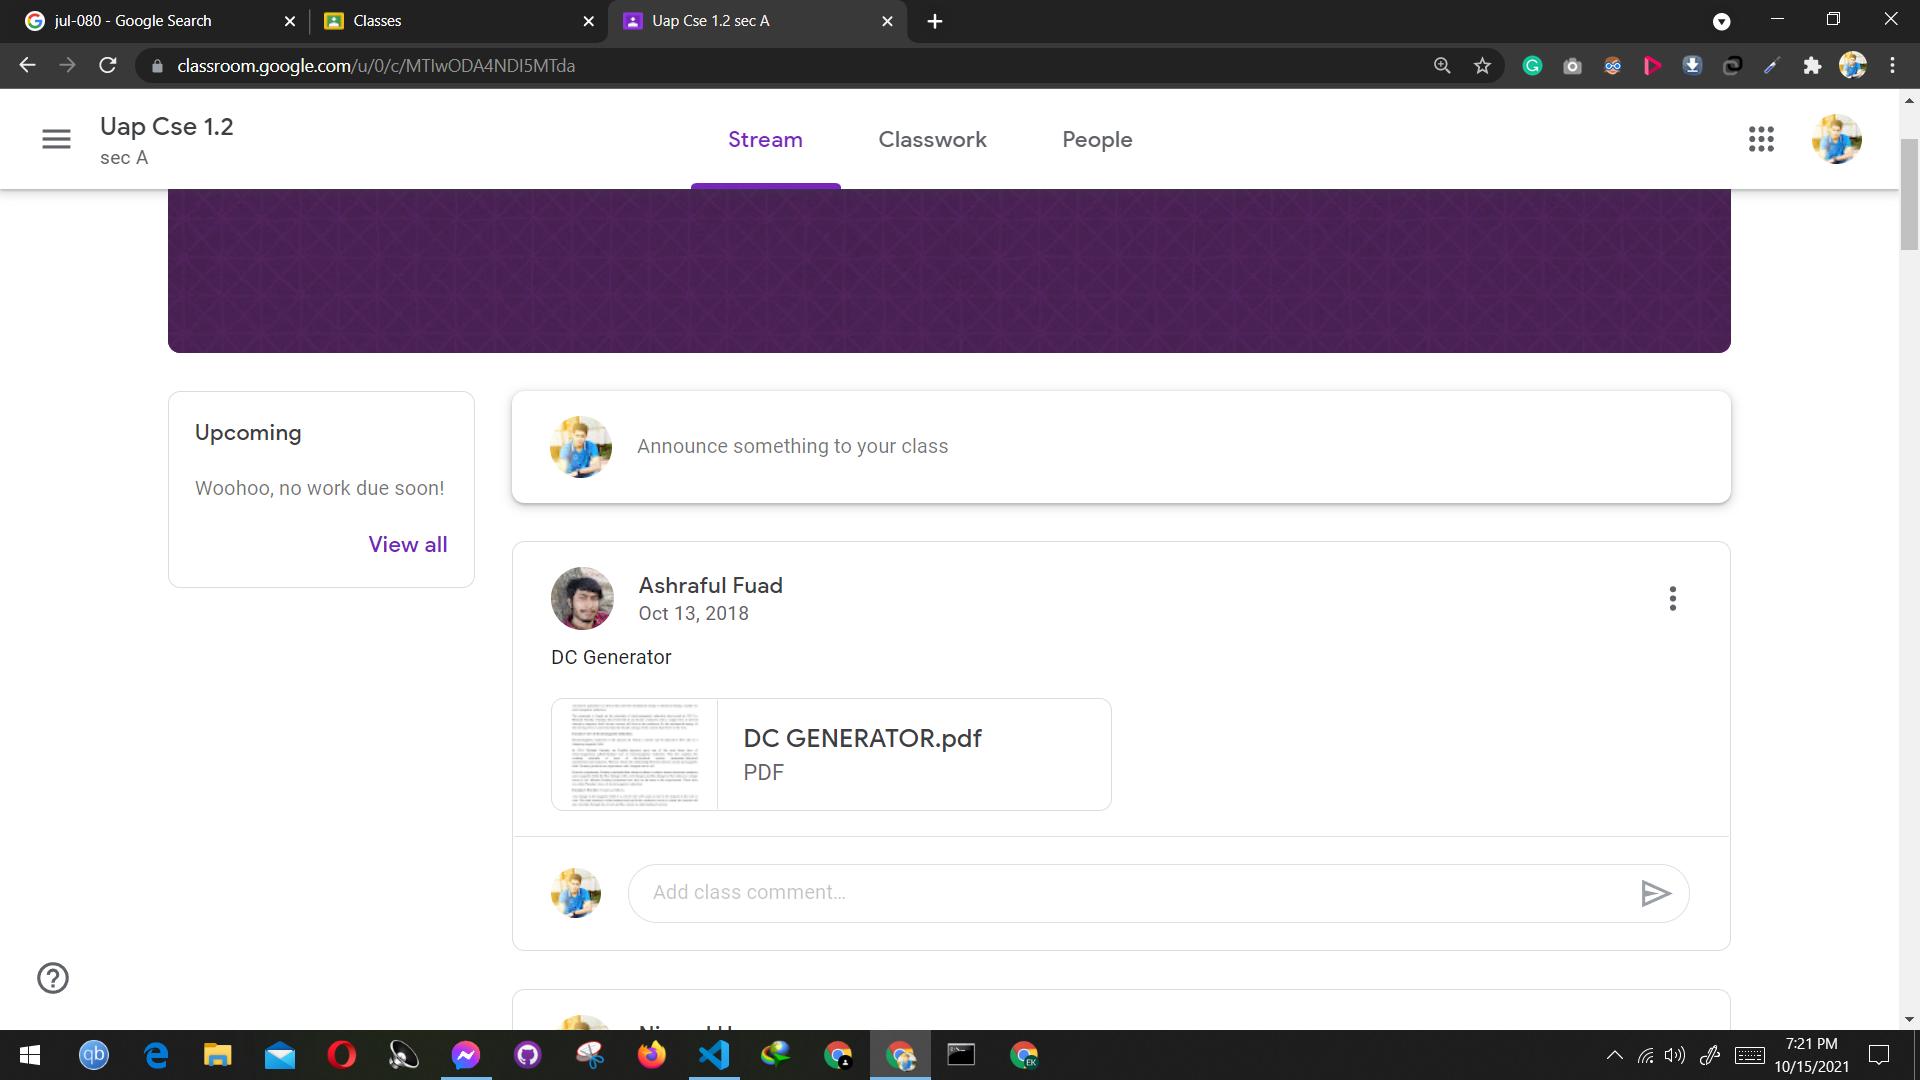 jul-080 - Google Search
Classes
Uap Cse 1.2 sec A
classroom.google.com/u/0/c/MTIwODA4NDI5MTda
Uap Cse 1.2
sec A
Stream
Classwork
People
Upcoming
Woohoo, no work due soon!
View all
Announce something to your class
Ashraful Fuad
Oct 13, 2018
DC Generator
DC GENERATOR.pdf
PDF
Add class comment...
qb
EK
7:21 PM
10/15/2021